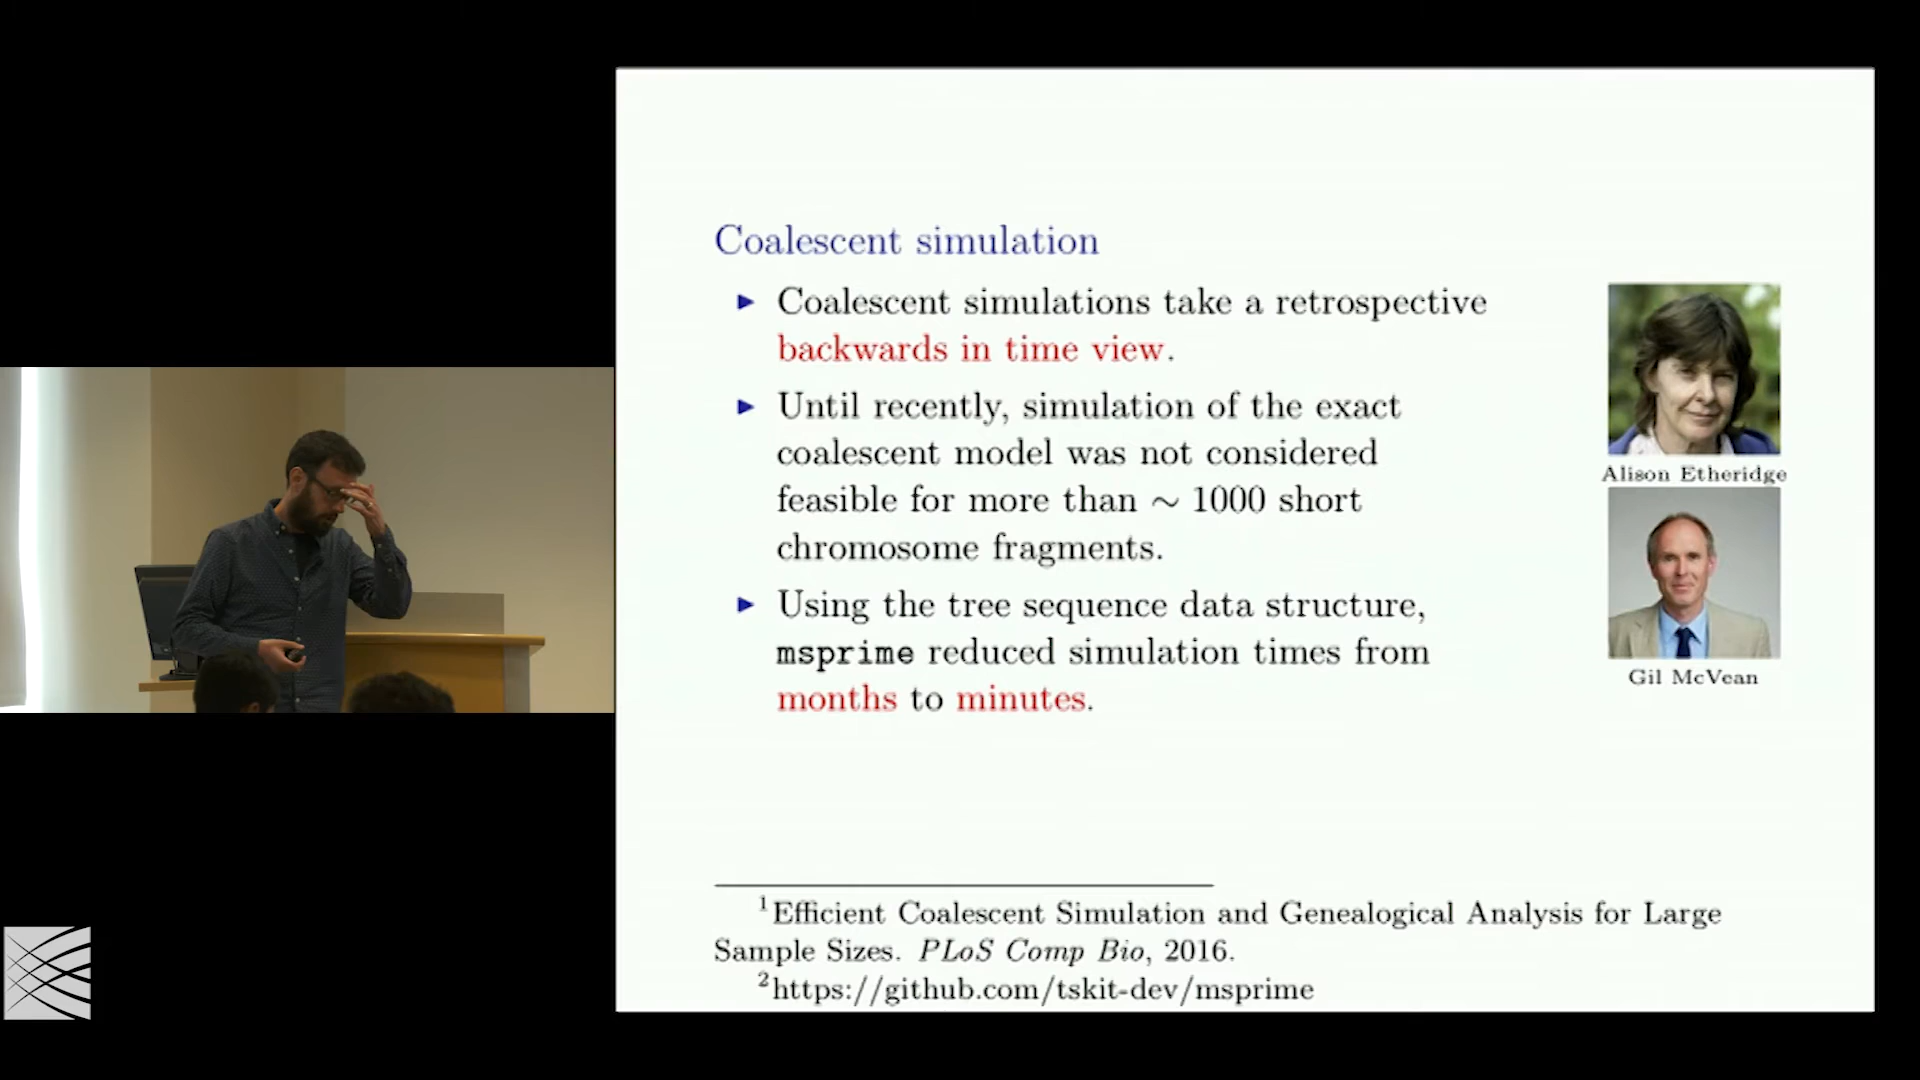 Coalescent simulation
▶ Coalescent simulations take a retrospective
backwards in time view.
▶ Until recently, simulation of the exact
coalescent model was not considered
feasible for more than ∼ 1000 short
chromosome fragments.
▶ Using the tree sequence data structure,
msprime reduced simulation times from
months to minutes.
Alison Etheridge
Gil McVean
¹Efficient Coalescent Simulation and Genealogical Analysis for Large
Sample Sizes. PLoS Comp Bio, 2016.
²https://github.com/tskit-dev/msprime